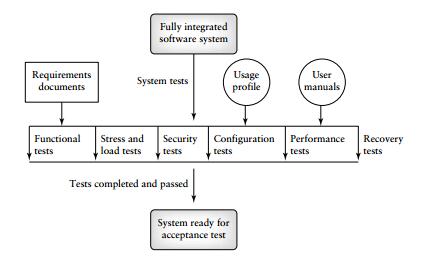 Fully integrated
software system
Requirements
documents
System tests
Usage
profile
User
manuals
Functional
tests
Stress and
load tests
Security
tests
Configuration
tests
Performance
tests
Recovery
tests
Tests completed and passed
System ready for
acceptance test